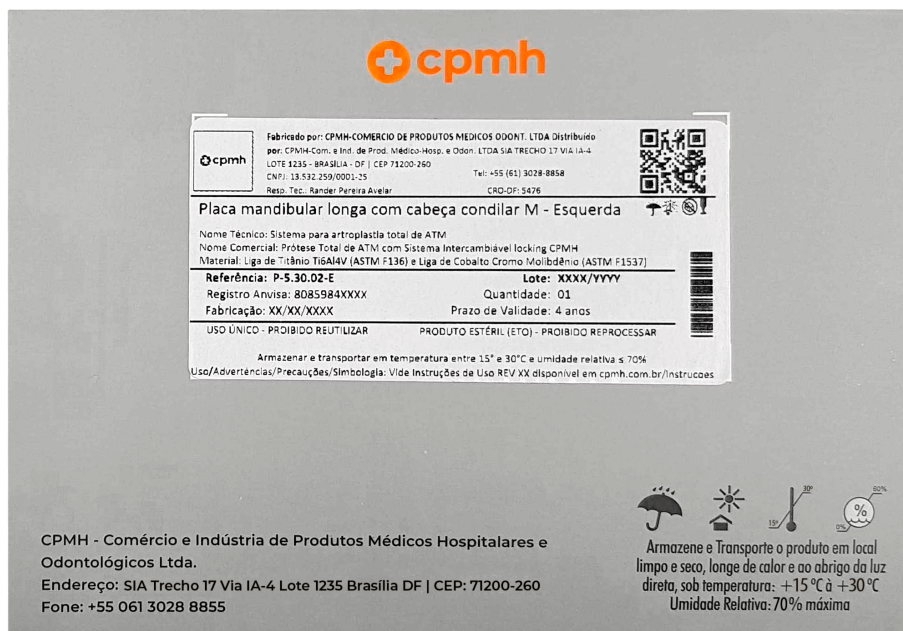 cpmh
cpmh
Fabricado por: CPMH-COMERCIO DE PRODUTOS MEDICOS ODONT. LTDA Distribuido
por: CPMH-Com. e Ind. de Prod. Médico-Hosp. e Odon. LTDA SIA TRECHO 17 VIA IA-4
LOTE 1235 - BRASÍLIA - DF | CEP 71200-260
CNPJ: 13.532.259/0001-25 Tel: +55 (61) 3028-8858
Resp. Tec.: Rander Pereira Avelar CRO-DF: 5476
Placa mandibular longa com cabeça condilar M - Esquerda
Nome Técnico: Sistema para artroplastia total de ATM
Nome Comercial: Prótese Total de ATM com Sistema Intercambiável locking CPMH
Material: Liga de Titânio Ti6Al4V (ASTM F136) e Liga de Cobalto Cromo Molibdênio (ASTM F1537)
Referência: P-5.30.02-E Lote: XXXX/YYYY
Registro Anvisa: 8085984XXXX Quantidade: 01
Fabricação: XX/XX/XXXX Prazo de Validade: 4 anos
USO ÚNICO - PROIBIDO REUTILIZAR PRODUTO ESTÉRIL (ETO) - PROIBIDO REPROCESSAR
Armazenar e transportar em temperatura entre 15° e 30°C e umidade relativa ≤ 70%
Uso/Advertências/Precauções/Simbologia: Vide Instruções de Uso REV XX disponível em cpmh.com.br/instrucoes
15º 30º 0% % 60%
Armazene e Transporte o produto em local
limpo e seco, longe de calor e ao abrigo da luz
direta, sob temperatura: +15 ºC à +30 ºC
Umidade Relativa: 70% máxima
CPMH - Comércio e Indústria de Produtos Médicos Hospitalares e
Odontológicos Ltda.
Endereço: SIA Trecho 17 Via IA-4 Lote 1235 Brasília DF | CEP: 71200-260
Fone: +55 061 3028 8855